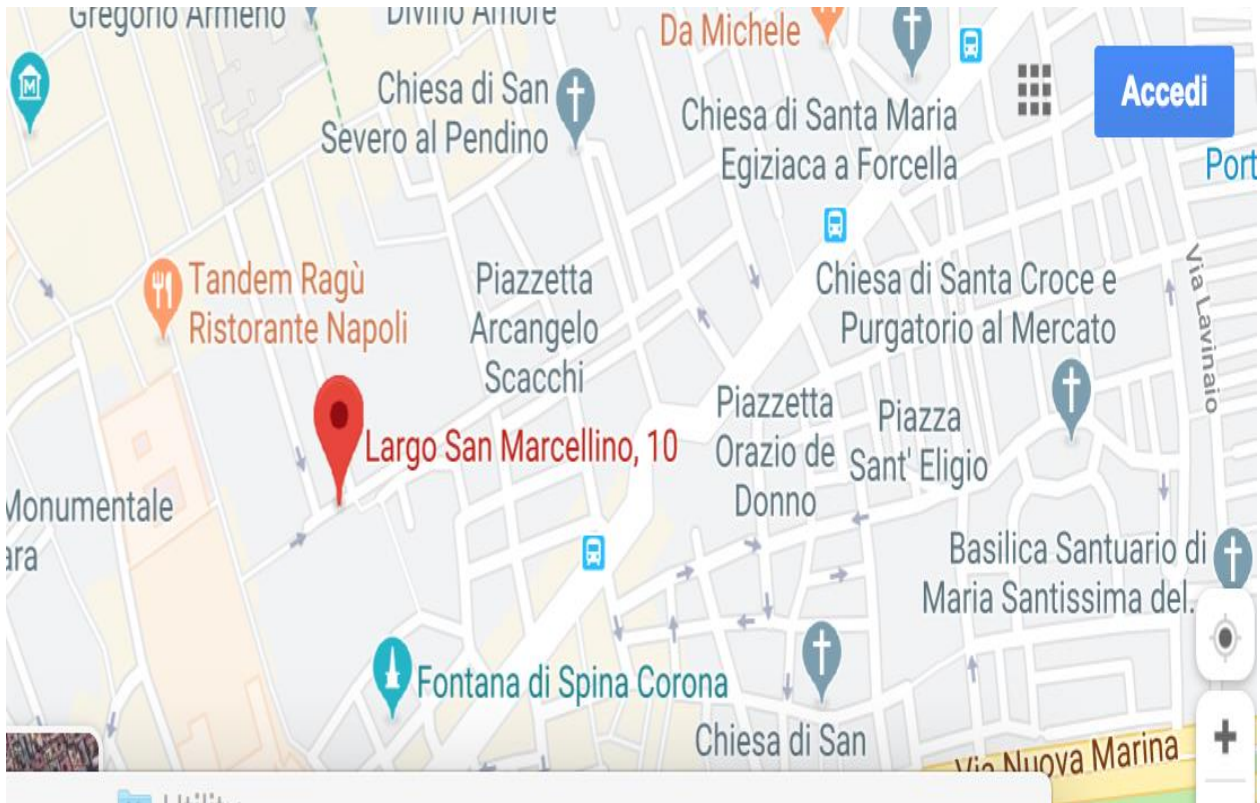 Gregorio Armeno
Divino Amore
Da Michele
Accedi
Chiesa di San
Severo al Pendino
Chiesa di Santa Maria
Egiziaca a Forcella
Port
Tandem Ragù
Ristorante Napoli
Piazzetta
Arcangelo
Scacchi
Chiesa di Santa Croce e
Purgatorio al Mercato
Via Lavinaio
Largo San Marcellino, 10
Piazzetta
Orazio de
Donno
Piazza
Sant' Eligio
Monumentale
ara
Basilica Santuario di
Maria Santissima del.
Fontana di Spina Corona
Chiesa di San
Via Nuova Marina
Utility